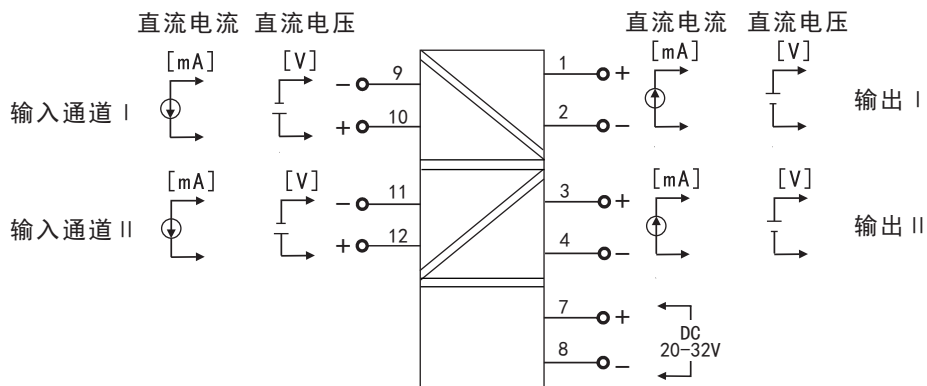 直流电流 直流电压 直流电流 直流电压
[mA] [V] [mA] [V]
输入通道 I − 9 1 + 输出 I
+ 10 2 −
[mA] [V] [mA] [V]
输入通道 II − 11 3 + 输出 II
+ 12 4 −
7 +
DC
20-32V
8 −